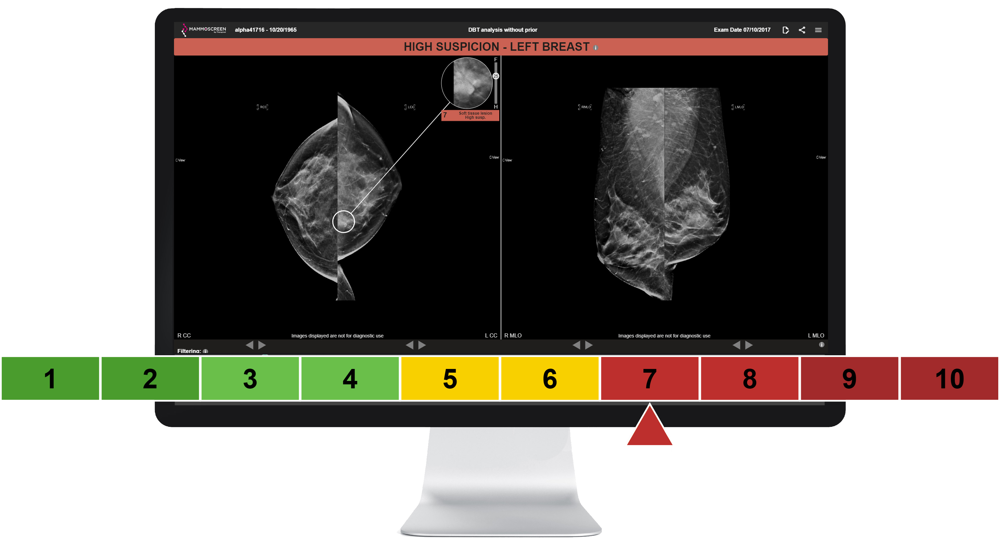 MAMMOSCREEN
by Therapixel
alpha41716 - 10/20/1965
DBT analysis without prior
Exam Date 07/10/2017
HIGH SUSPICION - LEFT BREAST i
F
25
H
7
Soft tissue lesion
High susp.
RCC
LCC
RMLO
LMLO
C-View
C-View
C-View
C-View
R CC
Images displayed are not for diagnostic use
L CC
R MLO
Images displayed are not for diagnostic use
L MLO
Filtering: i
i
1 2 3 4 5 6 7 8 9 10